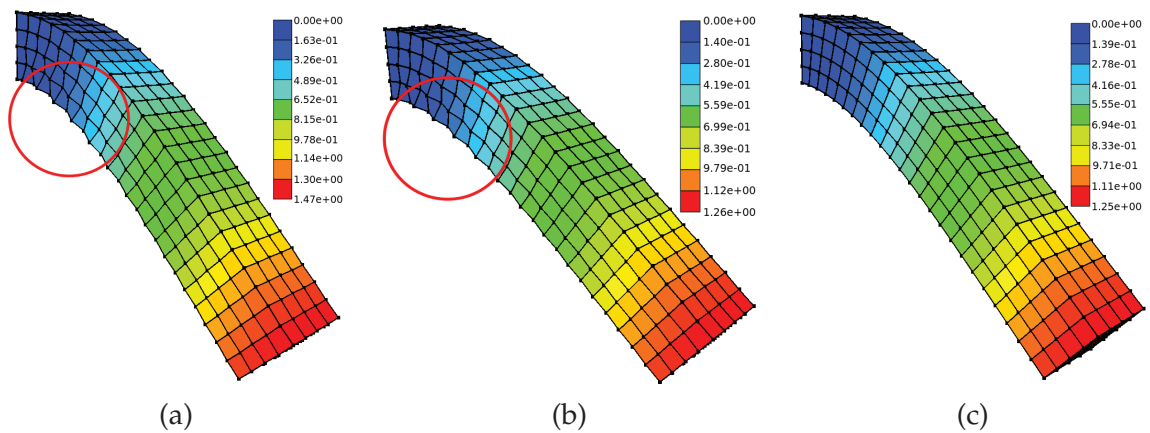 0.00e+00
1.63e-01
3.26e-01
4.89e-01
6.52e-01
8.15e-01
9.78e-01
1.14e+00
1.30e+00
1.47e+00
(a)
0.00e+00
1.40e-01
2.80e-01
4.19e-01
5.59e-01
6.99e-01
8.39e-01
9.79e-01
1.12e+00
1.26e+00
(b)
0.00e+00
1.39e-01
2.78e-01
4.16e-01
5.55e-01
6.94e-01
8.33e-01
9.71e-01
1.11e+00
1.25e+00
(c)